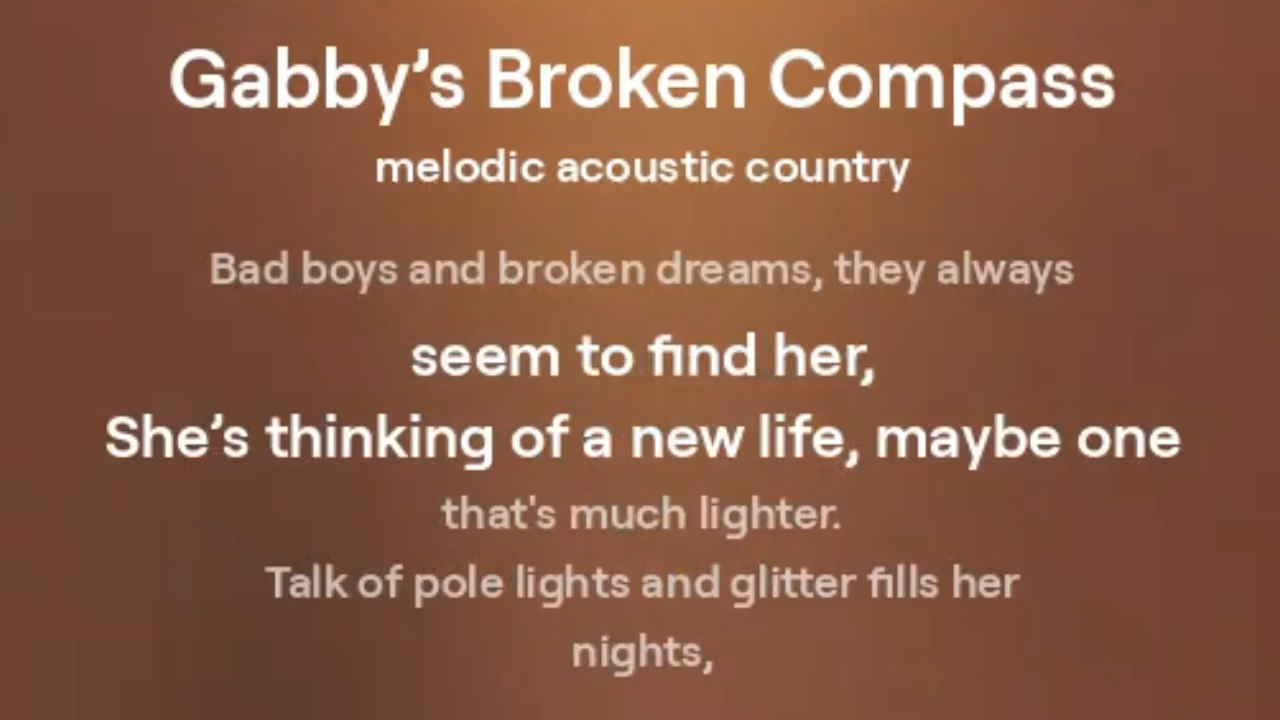 Gabby’s Broken Compass
melodic acoustic country
Bad boys and broken dreams, they always
seem to find her,
She’s thinking of a new life, maybe one
that's much lighter.
Talk of pole lights and glitter fills her
nights,